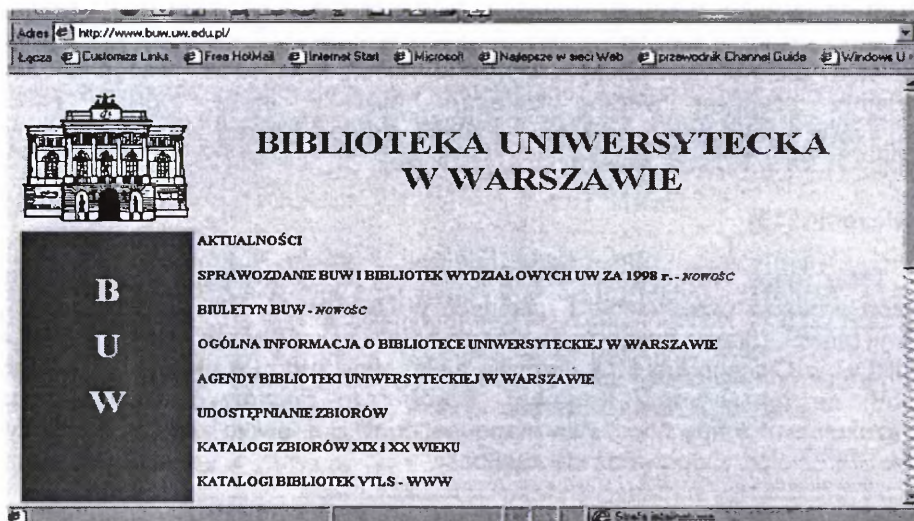 Adres http://www.buw.uw.edu.pl/
Łącza Customize Links Free HotMail Internet Start Microsoft Najlepsze w sieci Web przewodnik Channel Guide Windows U
BIBLIOTEKA UNIWERSYTECKA
W WARSZAWIE
AKTUALNOŚCI
SPRAWOZDANIE BUW I BIBLIOTEK WYDZIAŁOWYCH UW ZA 1998 r. - NOWOŚĆ
B
BIULETYN BUW - NOWOŚĆ
U
OGÓLNA INFORMACJA O BIBLIOTECE UNIWERSYTECKIEJ W WARSZAWIE
AGENDY BIBLIOTEKI UNIWERSYTECKIEJ W WARSZAWIE
W
UDOSTĘPNIANIE ZBIORÓW
KATALOGI ZBIORÓW XIX i XX WIEKU
KATALOGI BIBLIOTEK VTLS - WWW
Strefa internetowa